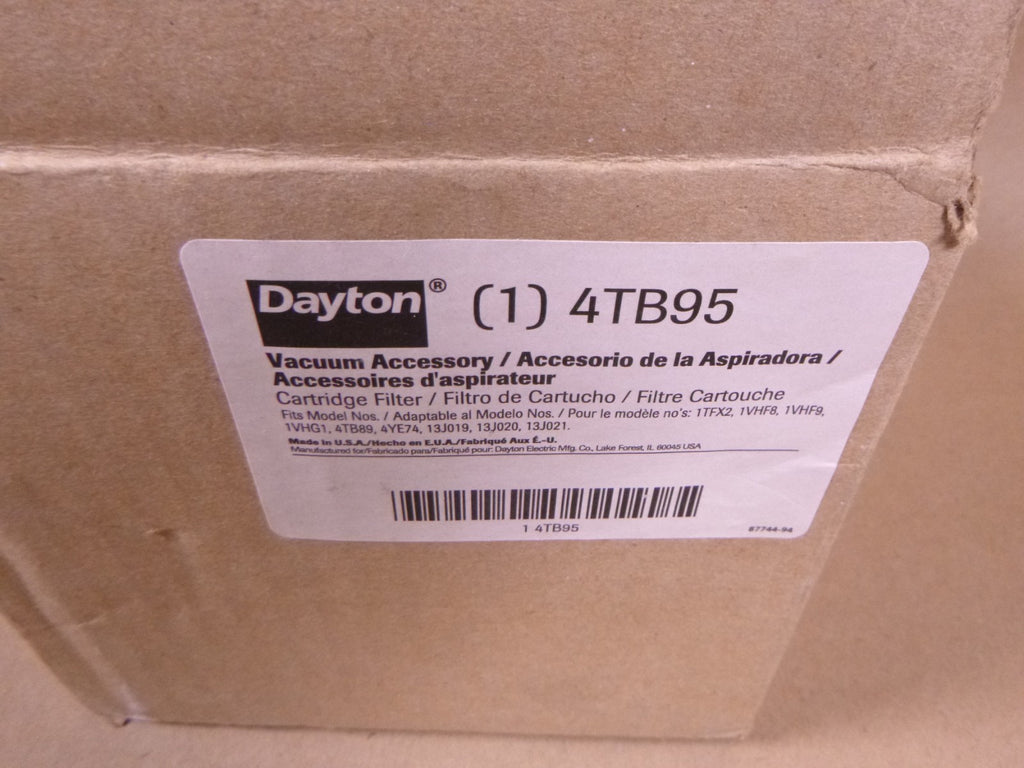 Dayton® (1) 4TB95
Vacuum Accessory / Accesorio de la Aspiradora /
Accessoires d'aspirateur
Cartridge Filter / Filtro de Cartucho / Filtre Cartouche
Fits Model Nos. / Adaptable al Modelo Nos. / Pour le modèle no's: 1TFX2, 1VHF8, 1VHF9,
1VHG1, 4TB89, 4YE74, 13J019, 13J020, 13J021.
Made in U.S.A./Hecho en E.U.A./Fabriqué Aux É.-U.
Manufactured for/Fabricado para/Fabriqué pour: Dayton Electric Mfg. Co., Lake Forest, IL 60045 USA
1 4TB95
87744-94